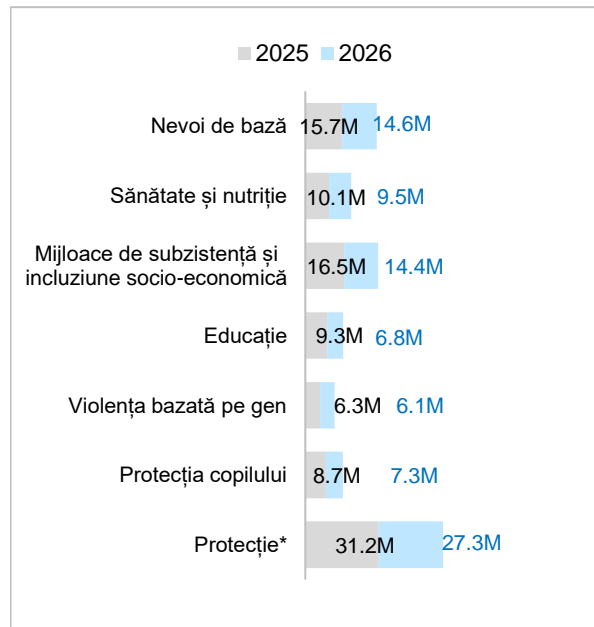 2025 2026
Nevoi de bază 15.7M 14.6M
Sănătate și nutriție 10.1M 9.5M
Mijloace de subzistență și
incluziune socio-economică 16.5M 14.4M
Educație 9.3M 6.8M
Violența bazată pe gen 6.3M 6.1M
Protecția copilului 8.7M 7.3M
Protecție* 31.2M 27.3M